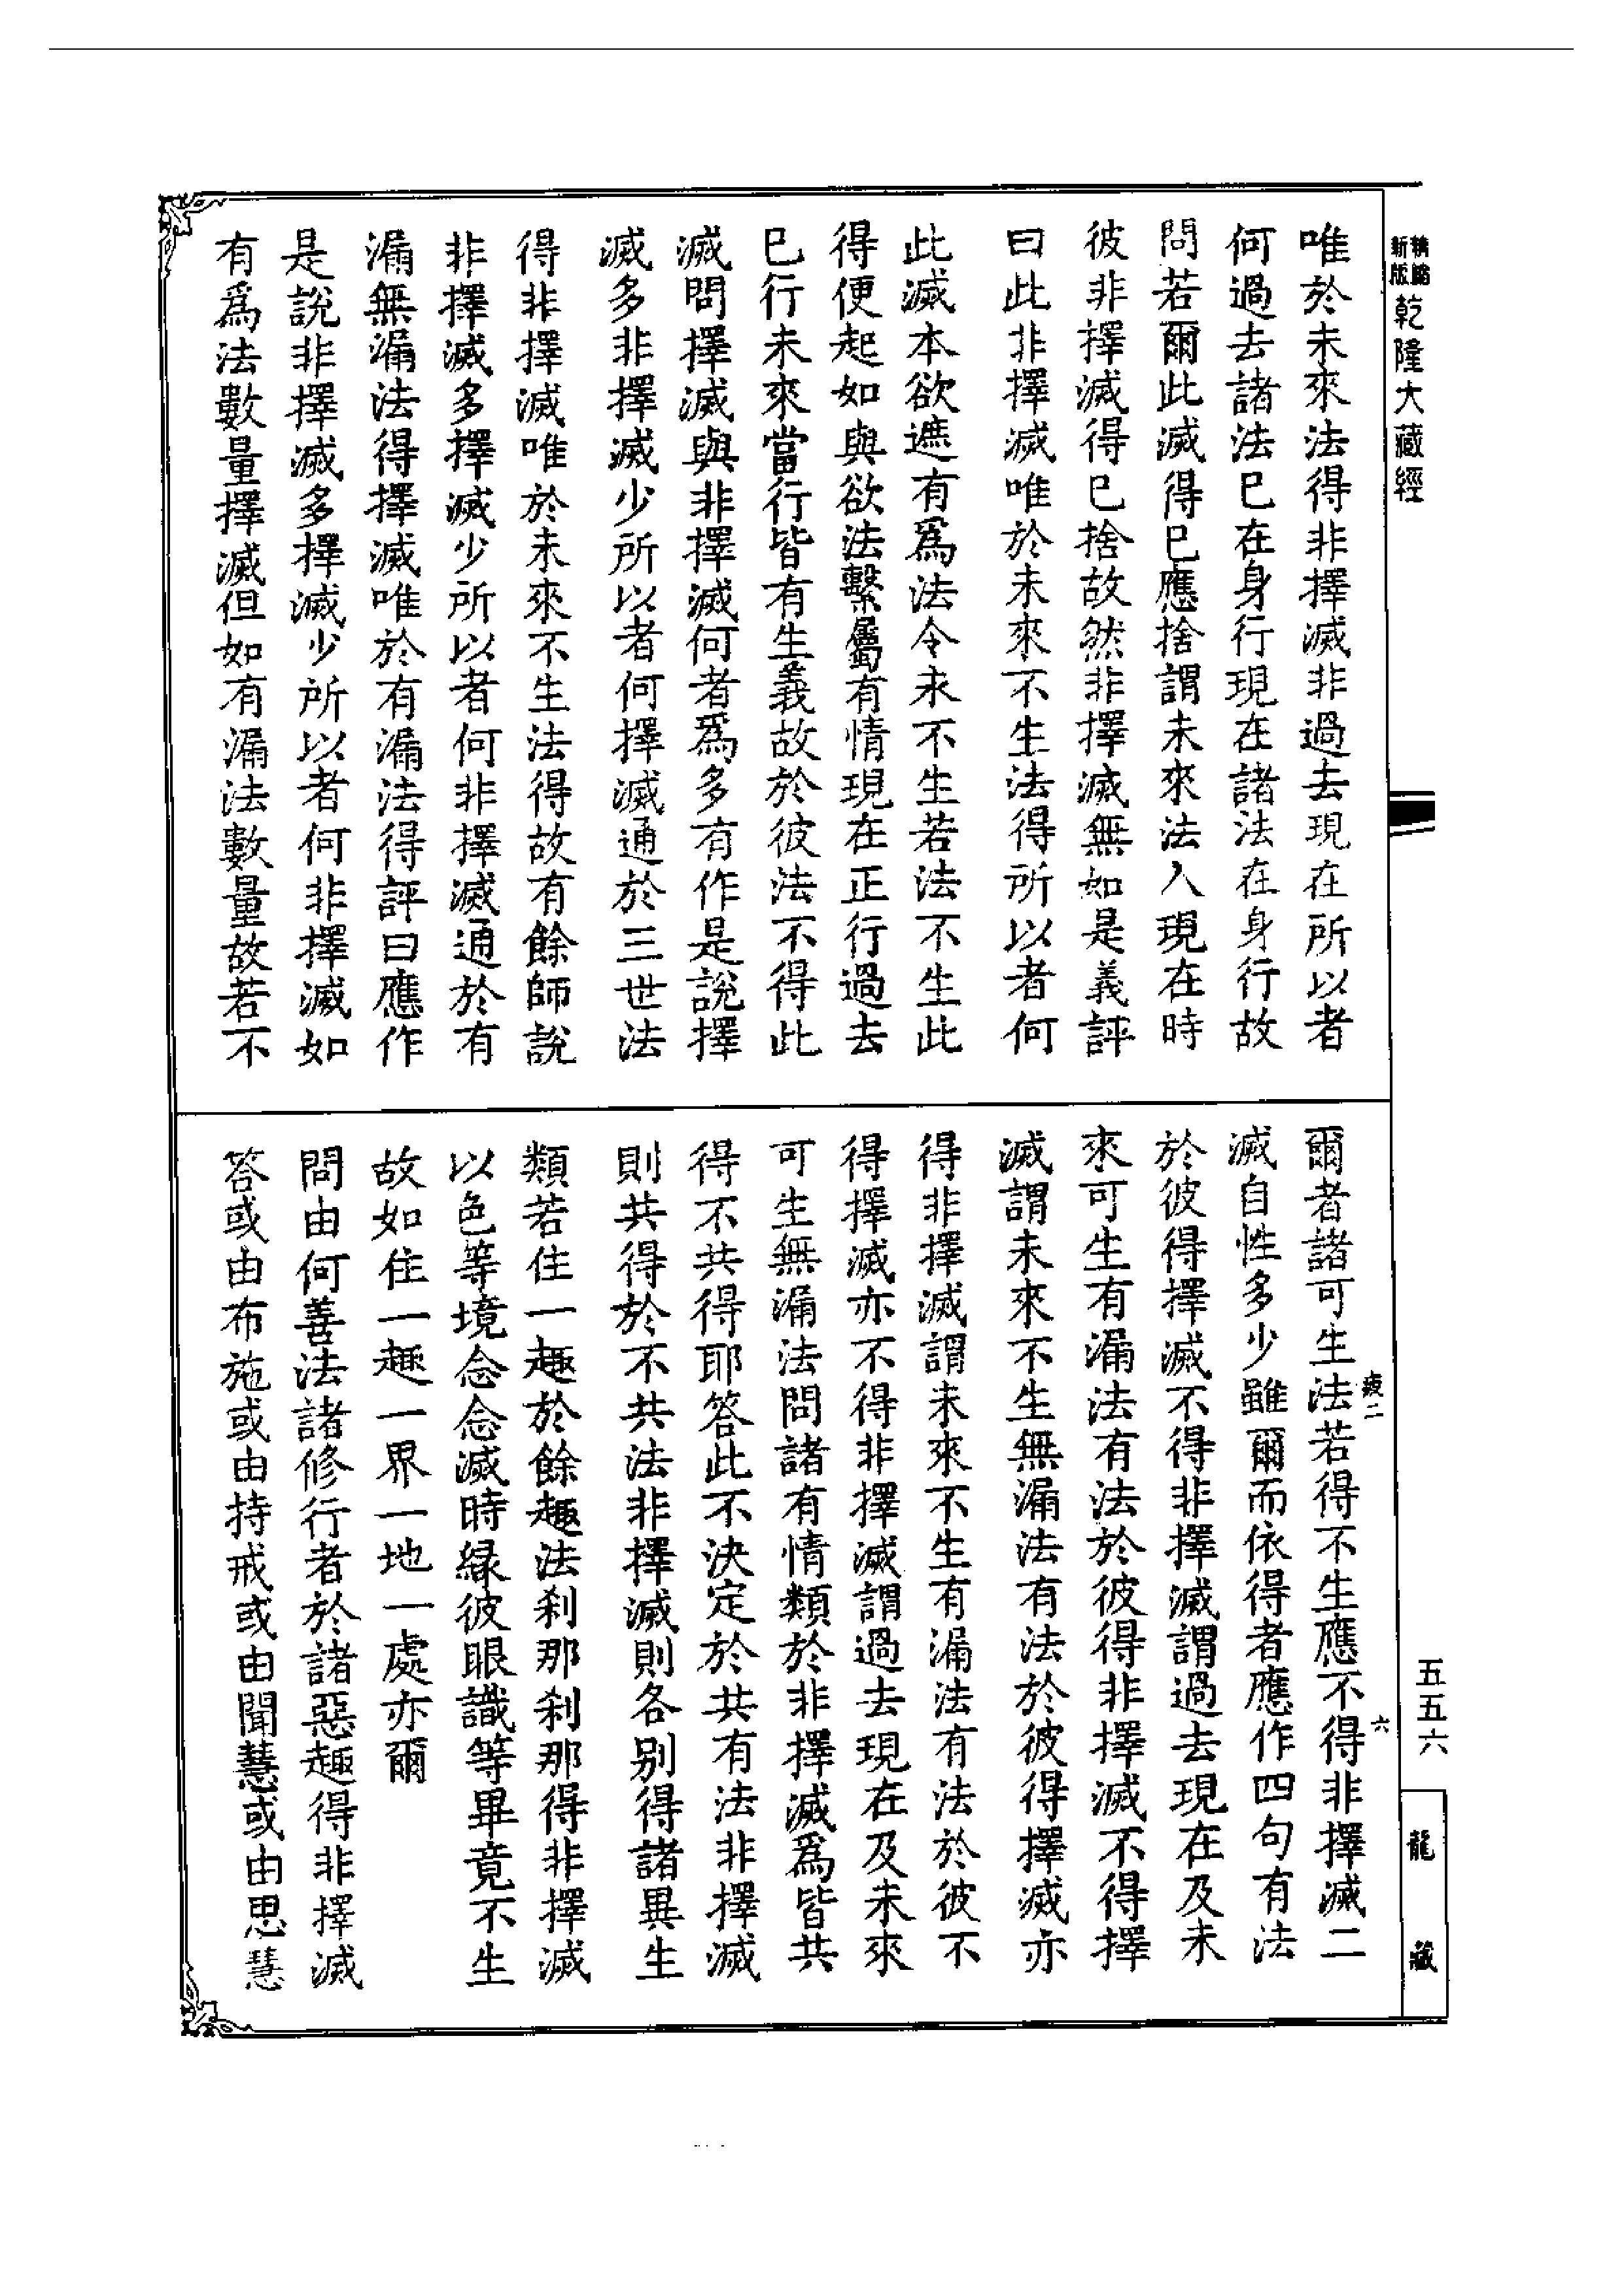 精縮新版乾隆大藏經
唯於未來法得非擇滅非過去現在所以者
何過去諸法已在身行現在諸法在身行故
問若爾此滅得已應捨謂未來法入現在時
彼非擇滅得已捨故然非擇滅無如是義評
曰此非擇滅唯於未來不生法得所以者何
此滅本欲遮有爲法令永不生若法不生此
得便起如與欲法繫屬有情現在正行過去
已行未來當行皆有生義故於彼法不得此
滅問擇滅與非擇滅何者爲多有作是說擇
滅多非擇滅少所以者何擇滅通於三世法
得非擇滅唯於未來不生法得故有餘師說
非擇滅多擇滅少所以者何非擇滅通於有
漏無漏法得擇滅唯於有漏法得評曰應作
是說非擇滅多擇滅少所以者何非擇滅如
有爲法數量擇滅但如有漏法數量故若不
爾者諸可生法若得不生應不得非擇滅二
滅自性多少雖爾而依得者應作四句有法
於彼得擇滅不得非擇滅謂過去現在及未
來可生有漏法有法於彼得非擇滅不得擇
滅謂未來不生無漏法有法於彼得擇滅亦
得非擇滅謂未來不生有漏法有法於彼不
得擇滅亦不得非擇滅謂過去現在及未來
可生無漏法問諸有情類於非擇滅爲皆共
得不共得耶答此不決定於共有法非擇滅
則共得於不共法非擇滅則各別得諸異生
類若住一趣於餘趣法刹那刹那得非擇滅
以色等境念念滅時緣彼眼識等畢竟不生
故如住一趣一界一地一處亦爾
問由何善法諸修行者於諸惡趣得非擇滅
答或由布施或由持戒或由聞慧或由思慧
疲二
六
五五六
龍藏